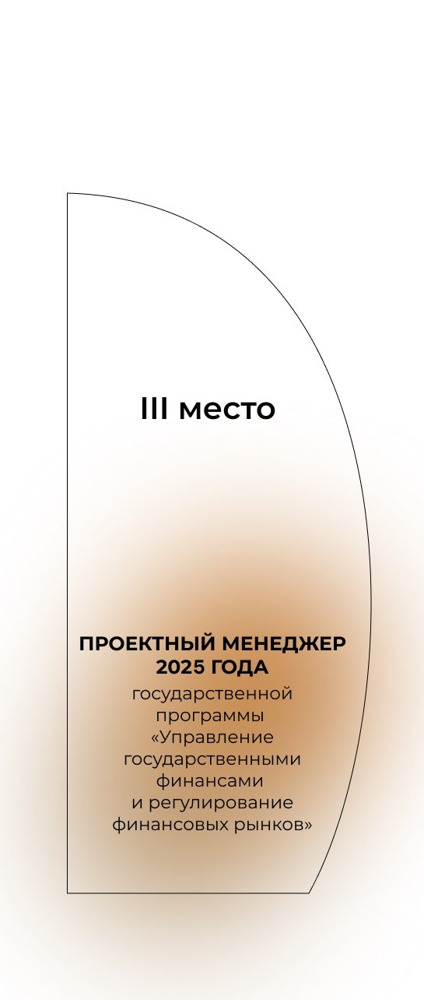 III место
ПРОЕКТНЫЙ МЕНЕДЖЕР
2025 ГОДА
государственной
программы
«Управление
государственными
финансами
и регулирование
финансовых рынков»